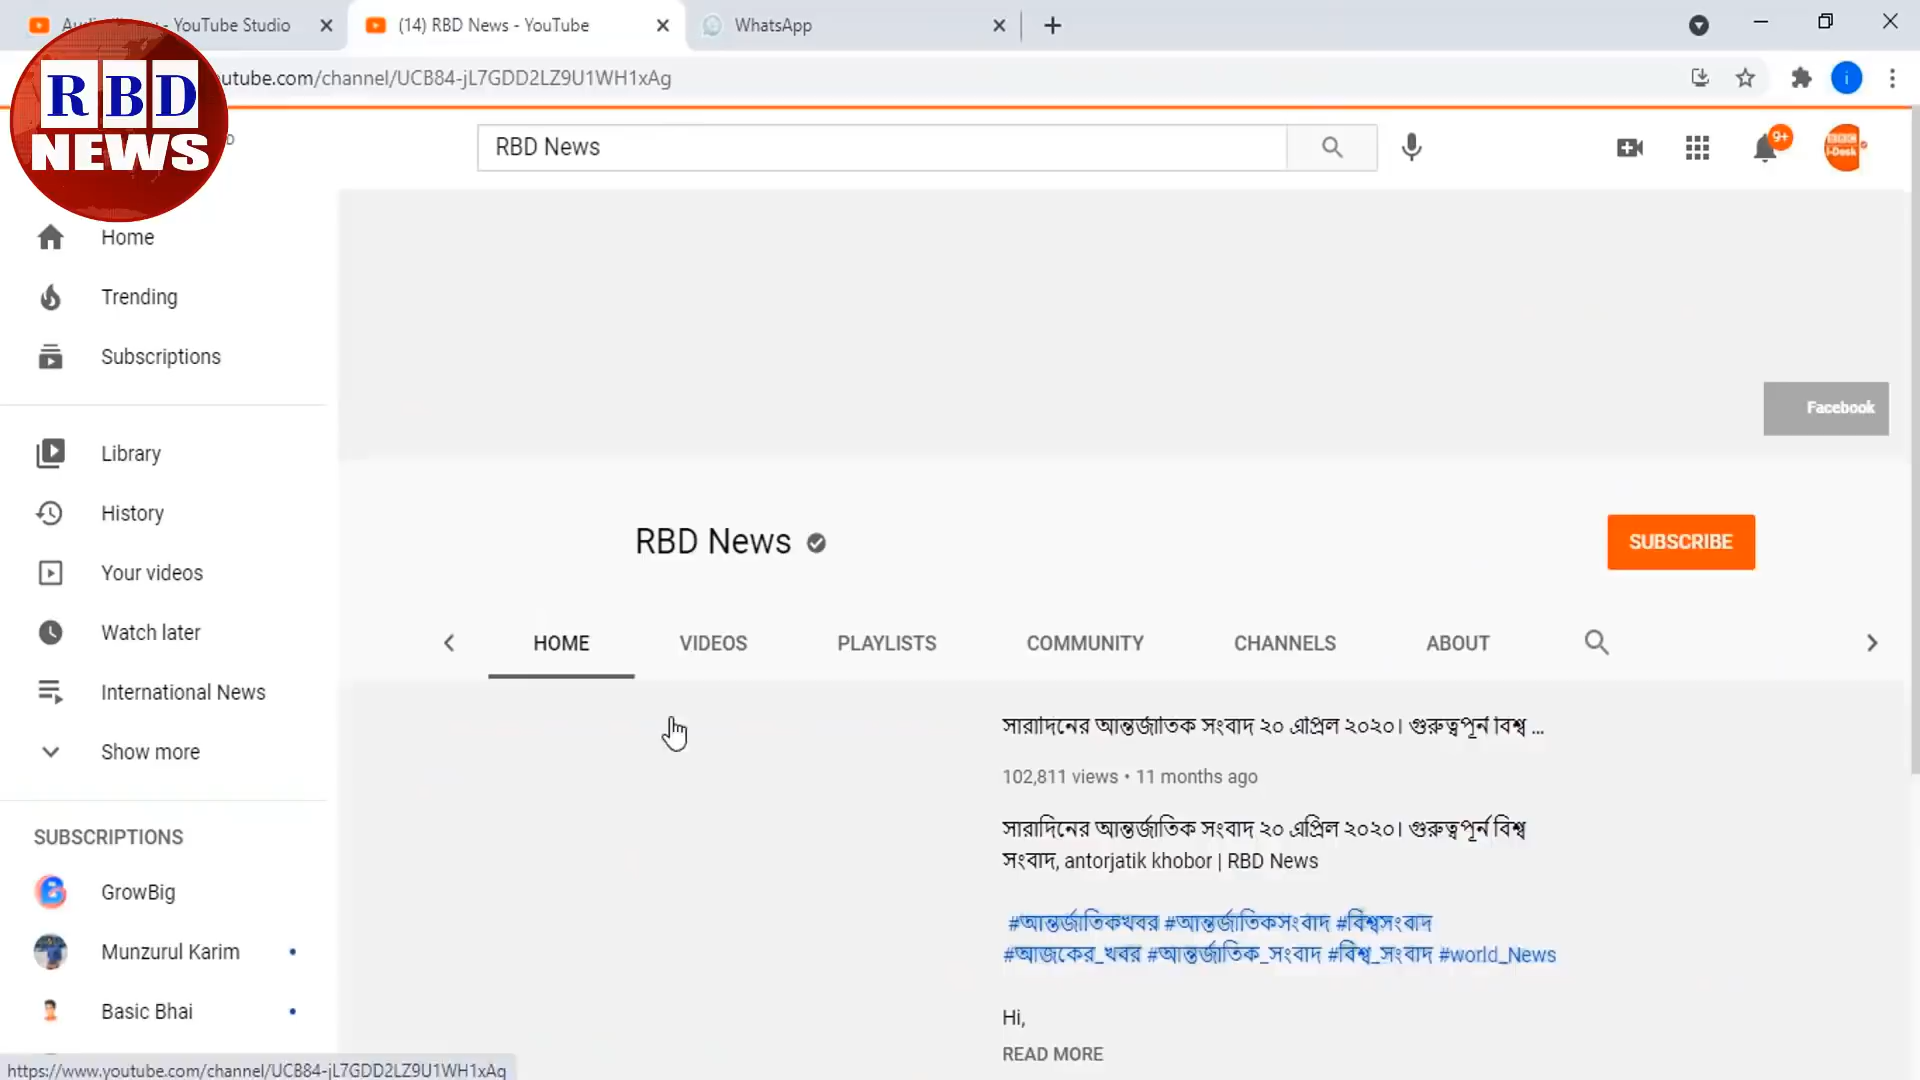 YouTube Studio
(14) RBD News - YouTube
WhatsApp
utube.com/channel/UCB84-jL7GDD2LZ9U1WH1xAg
RBD
NEWS
RBD News
9+
i-Desk
Home
Trending
Subscriptions
Facebook
Library
History
Your videos
Watch later
International News
Show more
RBD News
SUBSCRIBE
HOME
VIDEOS
PLAYLISTS
COMMUNITY
CHANNELS
ABOUT
সারাদিনের আন্তর্জাতিক সংবাদ ২০ এপ্রিল ২০২০। গুরুত্বপূর্ন বিশ্ব ...
102,811 views • 11 months ago
সারাদিনের আন্তর্জাতিক সংবাদ ২০ এপ্রিল ২০২০। গুরুত্বপূর্ন বিশ্ব
সংবাদ, antorjatik khobor | RBD News
#আন্তর্জাতিকখবর #আন্তর্জাতিকসংবাদ #বিশ্বসংবাদ
#আজকের_খবর #আন্তর্জাতিক_সংবাদ #বিশ্ব_সংবাদ #world_News
Hi,
READ MORE
SUBSCRIPTIONS
GrowBig
Munzurul Karim
Basic Bhai
https://www.youtube.com/channel/UCB84-jL7GDD2LZ9U1WH1xAg